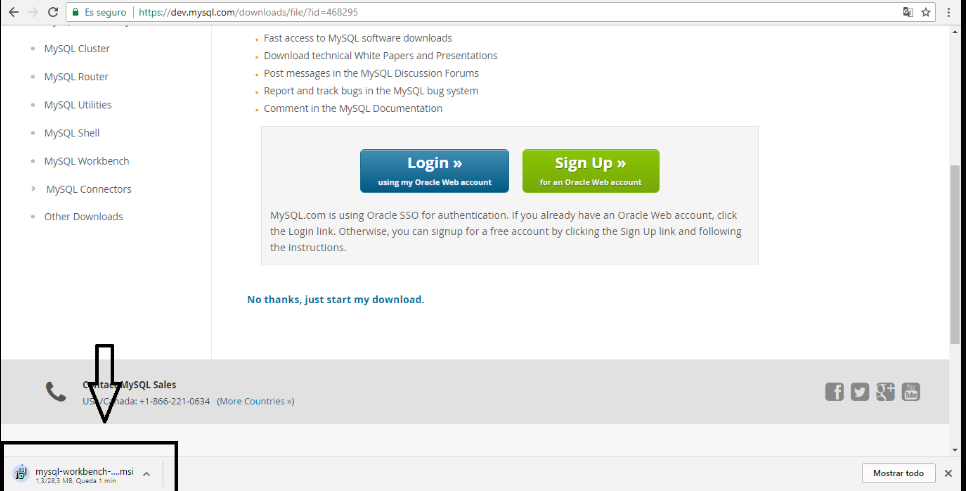 Es seguro
https://dev.mysql.com/downloads/file/?id=468295
MySQL Cluster
MySQL Router
MySQL Utilities
MySQL Shell
MySQL Workbench
MySQL Connectors
Other Downloads
Fast access to MySQL software downloads
Download technical White Papers and Presentations
Post messages in the MySQL Discussion Forums
Report and track bugs in the MySQL bug system
Comment in the MySQL Documentation
Login »
using my Oracle Web account
Sign Up »
for an Oracle Web account
MySQL.com is using Oracle SSO for authentication. If you already have an Oracle Web account, click
the Login link. Otherwise, you can signup for a free account by clicking the Sign Up link and following
the instructions.
No thanks, just start my download.
Contact MySQL Sales
USA/Canada: +1-866-221-0634 (More Countries »)
mysql-workbench-....msi
1,3/28,3 MB, Queda 1 min
Mostrar todo